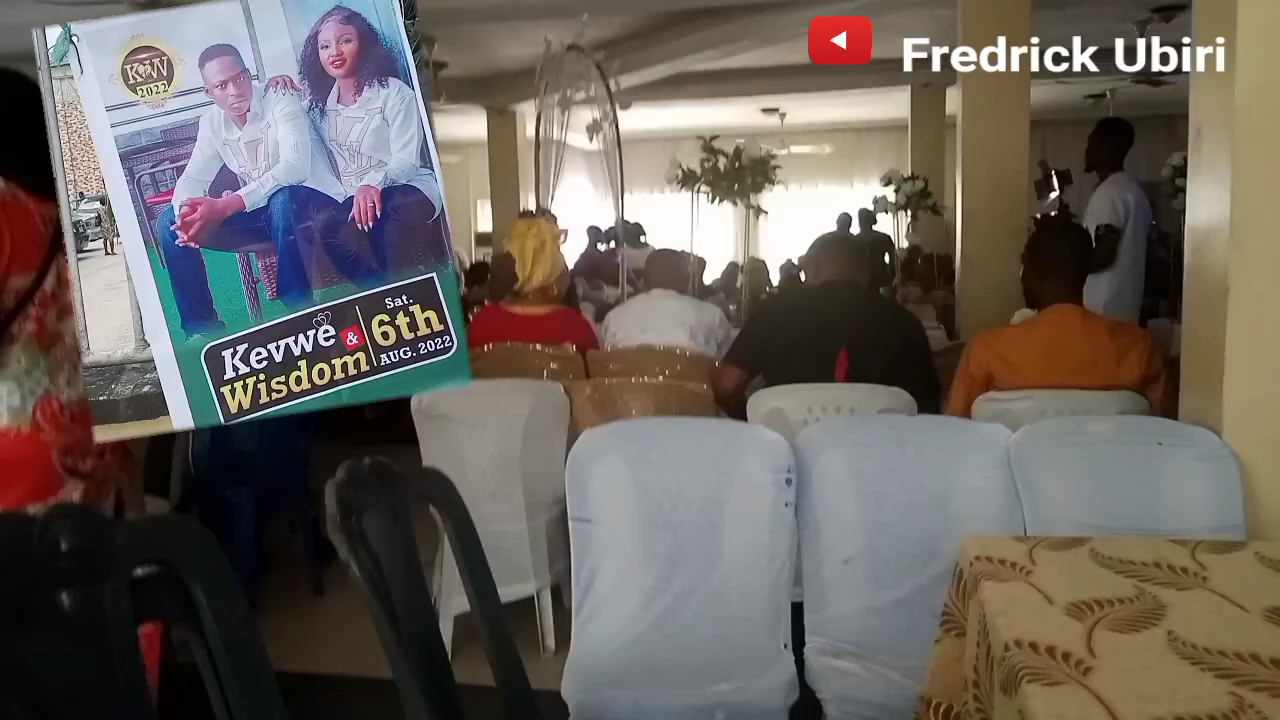 Fredrick Ubiri
K&W
2022
Kevwe &
Wisdom
Sat.
6th
AUG. 2022